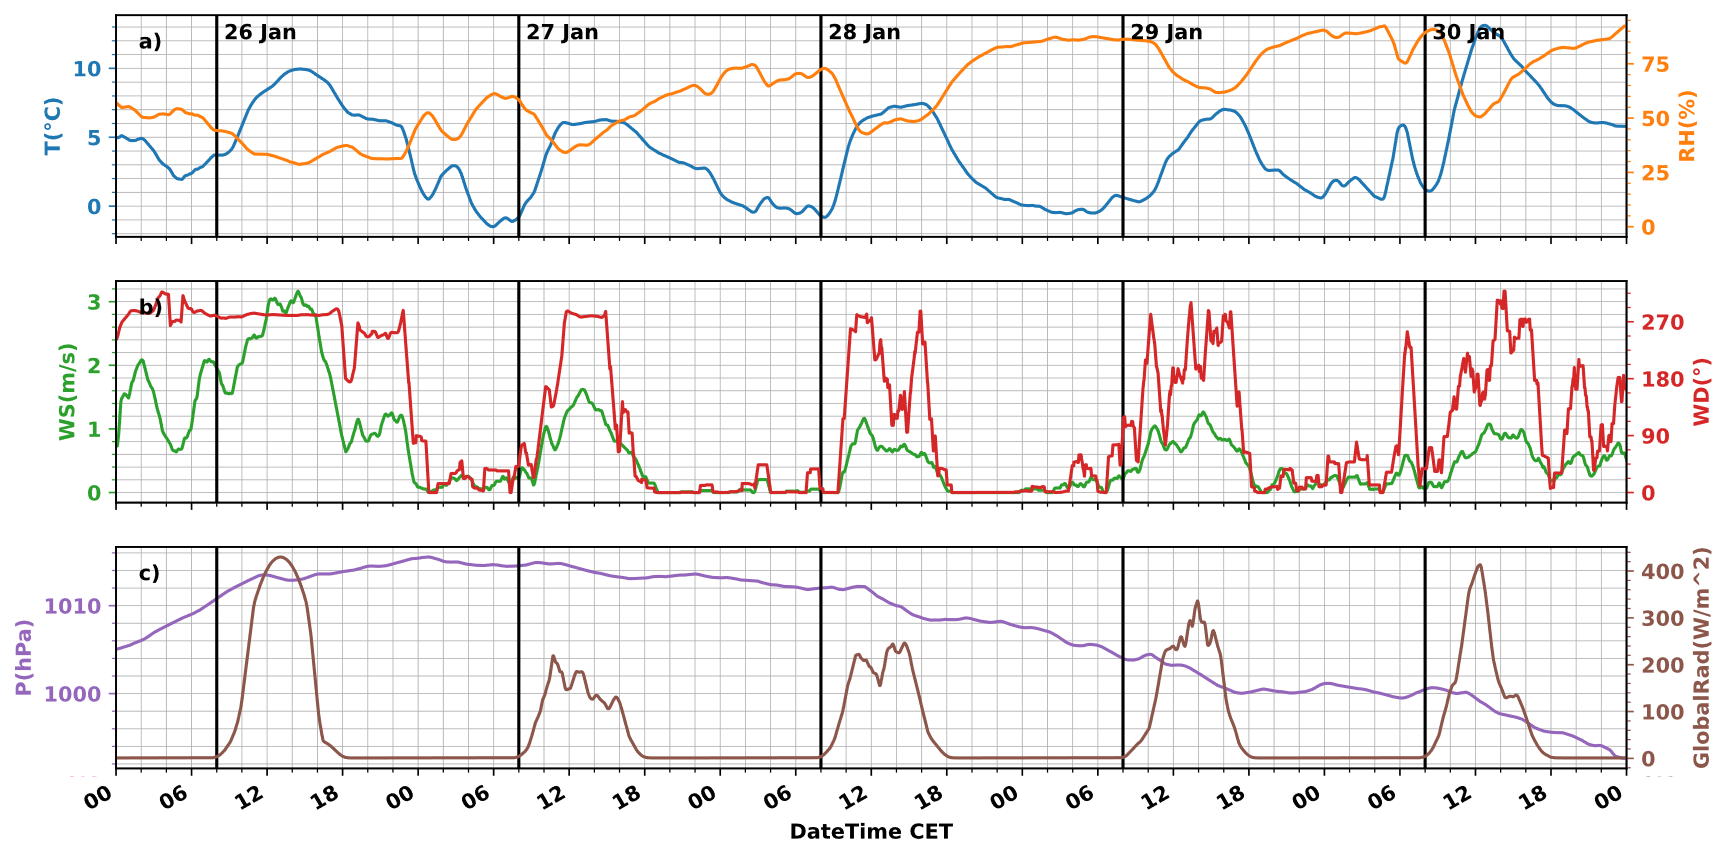 a)
26 Jan
27 Jan
28 Jan
29 Jan
30 Jan
T(°C)
10
5
0
RH(%)
75
50
25
0
b)
WS(m/s)
3
2
1
0
WD(°)
270
180
90
0
c)
P(hPa)
1010
1000
GlobalRad(W/m^2)
400
300
200
100
0
00 06 12 18 00 06 12 18 00 06 12 18 00 06 12 18 00 06 12 18 00
DateTime CET